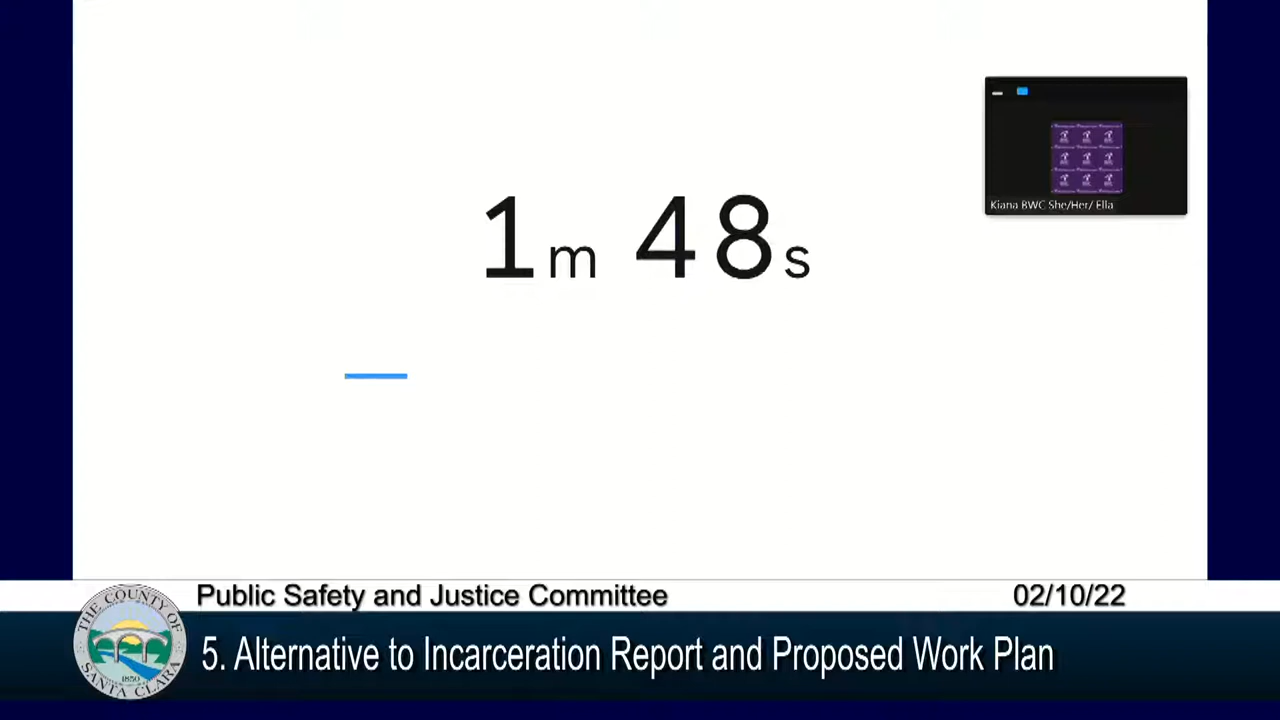 Kiana BWC She/Her/ Ella
1m 48s
Public Safety and Justice Committee
02/10/22
THE COUNTY OF
SANTA CLARA
1850
5. Alternative to Incarceration Report and Proposed Work Plan